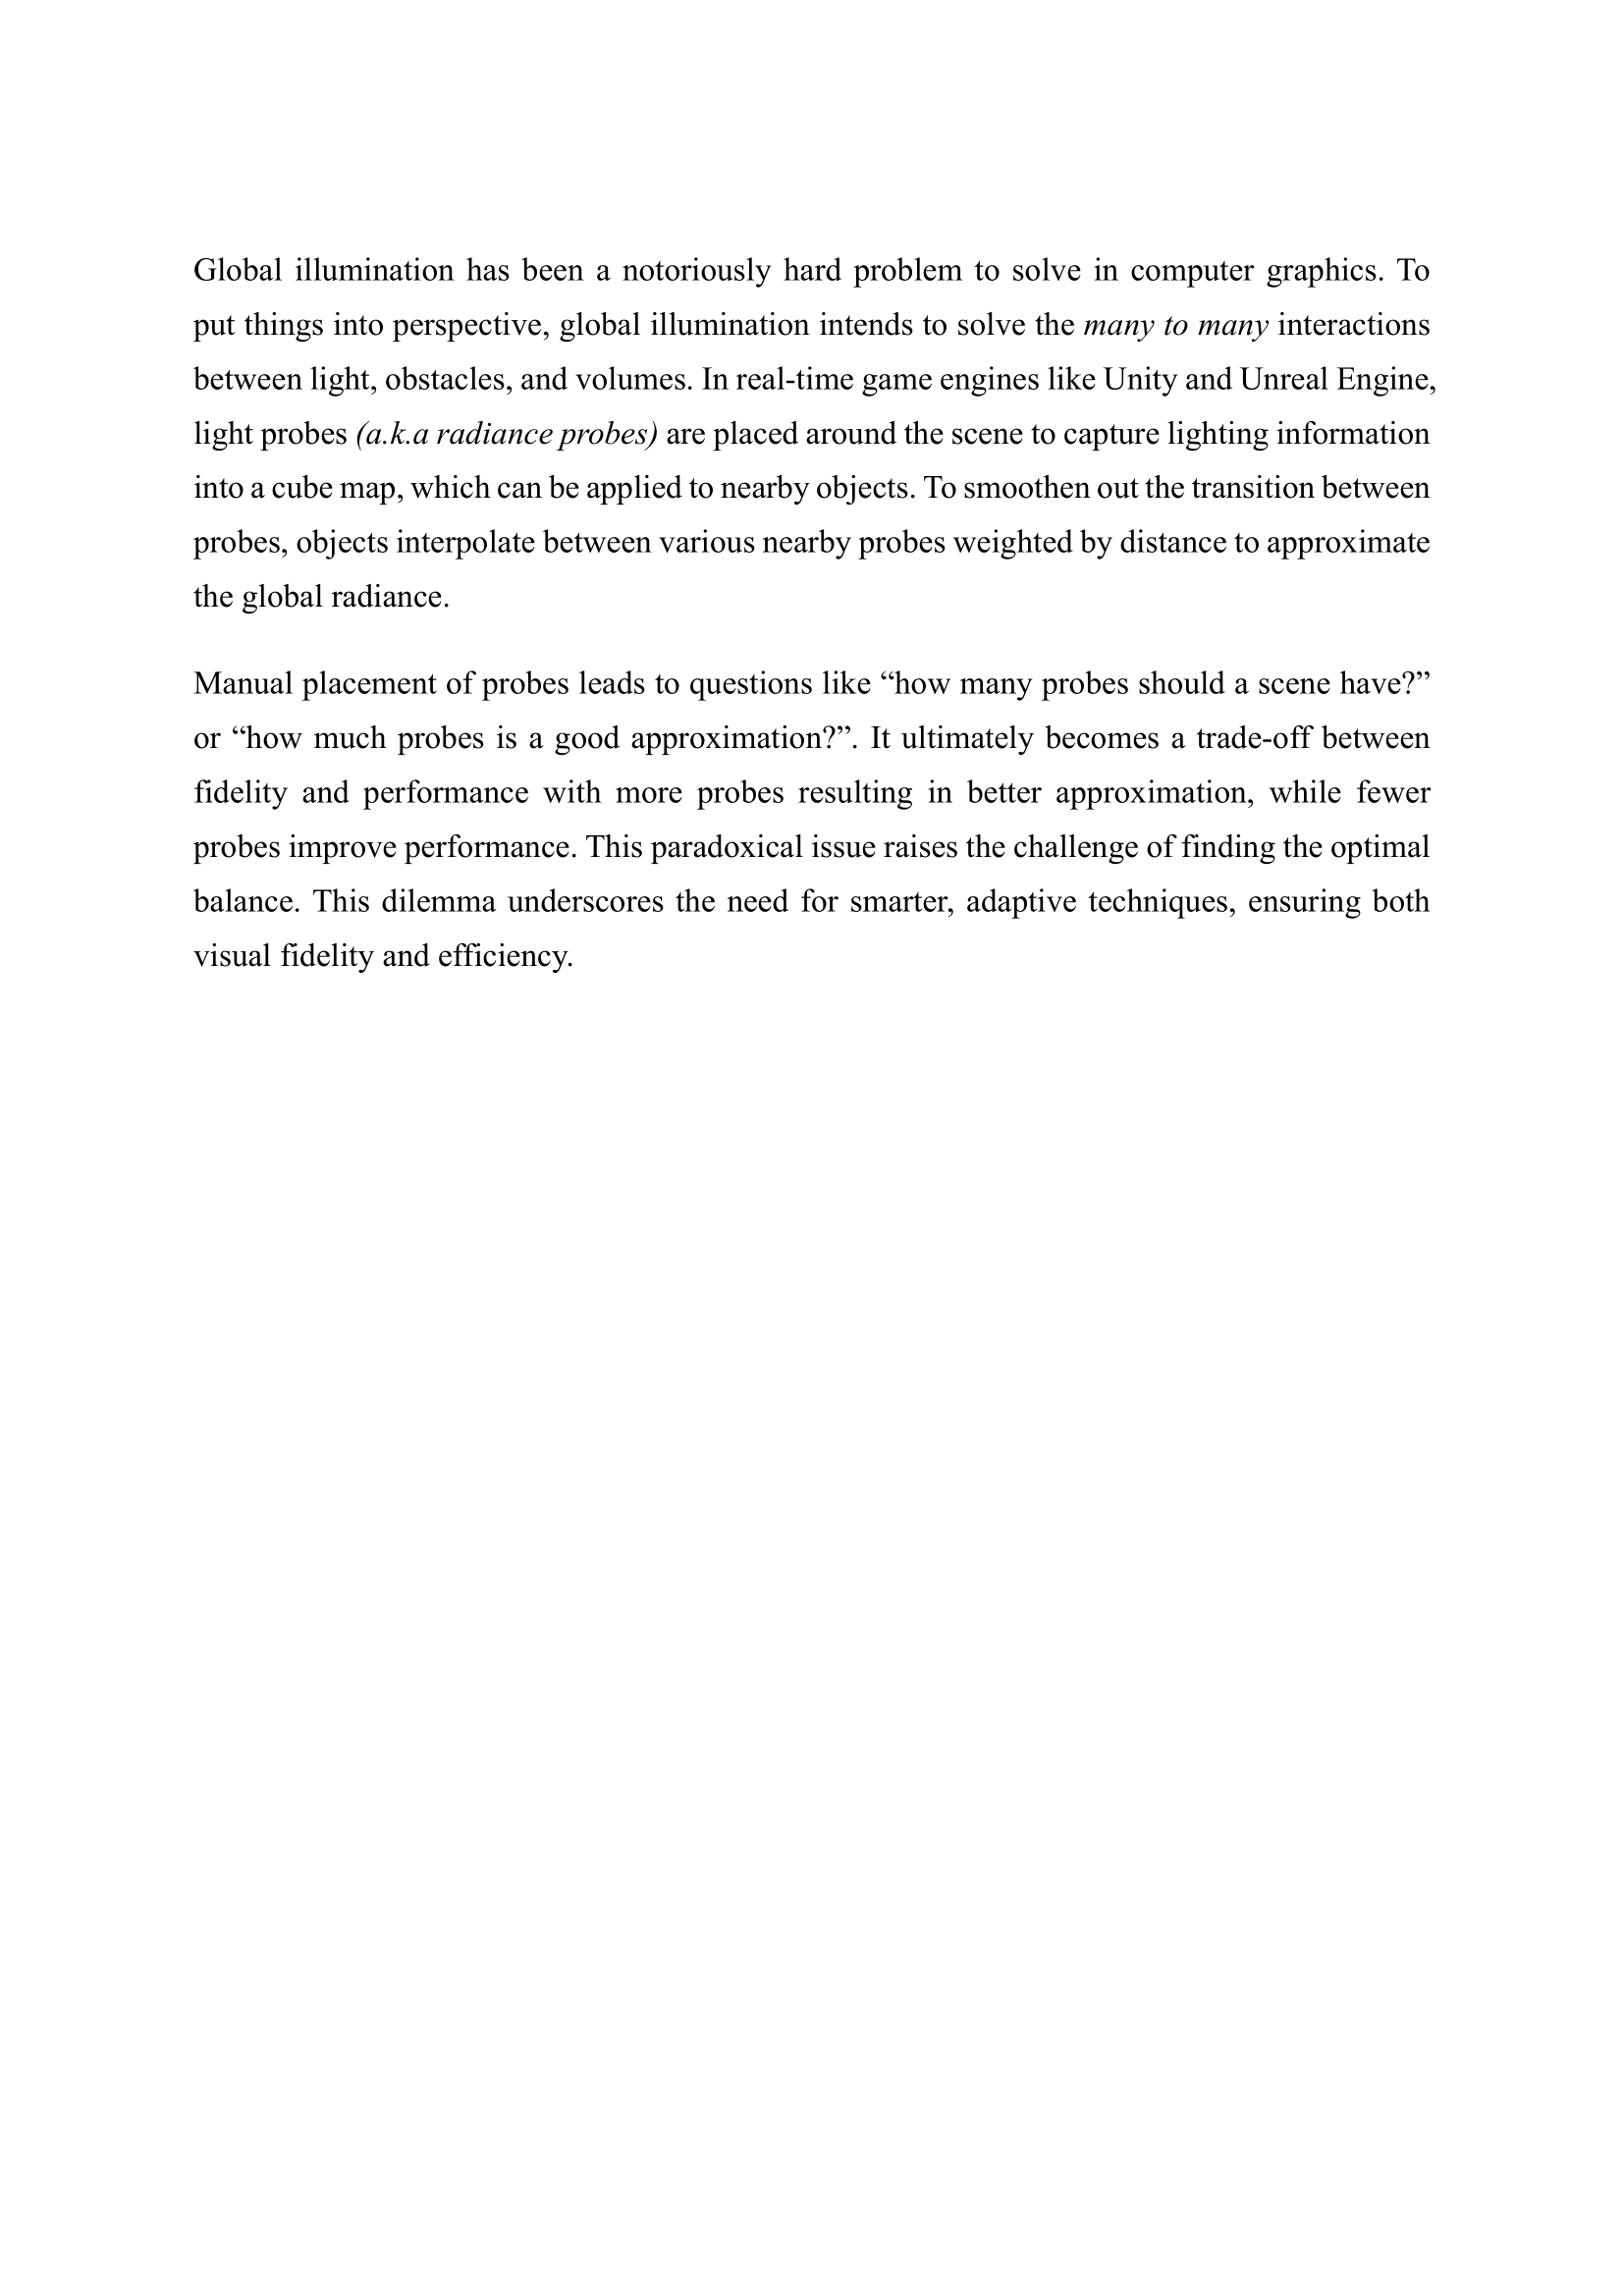 Global illumination has been a notoriously hard problem to solve in computer graphics. To
put things into perspective, global illumination intends to solve the many to many interactions
between light, obstacles, and volumes. In real-time game engines like Unity and Unreal Engine,
light probes (a.k.a radiance probes) are placed around the scene to capture lighting information
into a cube map, which can be applied to nearby objects. To smoothen out the transition between
probes, objects interpolate between various nearby probes weighted by distance to approximate
the global radiance.
Manual placement of probes leads to questions like “how many probes should a scene have?”
or “how much probes is a good approximation?”. It ultimately becomes a trade-off between
fidelity and performance with more probes resulting in better approximation, while fewer
probes improve performance. This paradoxical issue raises the challenge of finding the optimal
balance. This dilemma underscores the need for smarter, adaptive techniques, ensuring both
visual fidelity and efficiency.